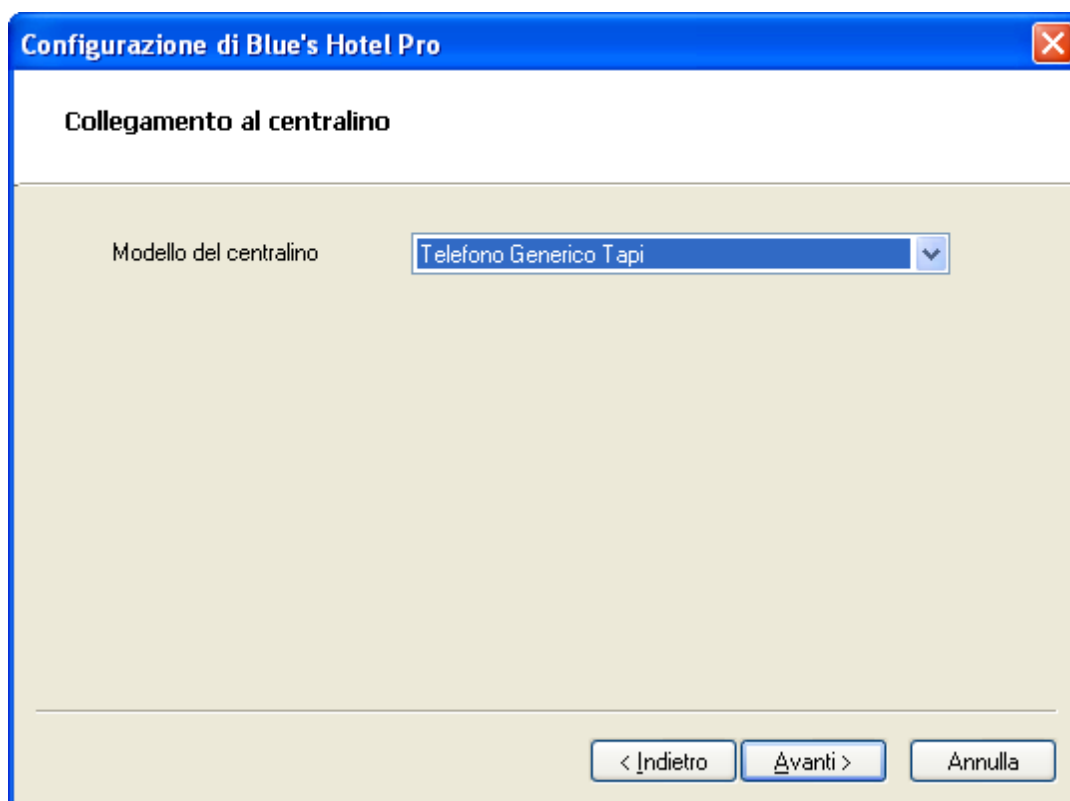 Configurazione di Blue's Hotel Pro
Collegamento al centralino
Modello del centralino
Telefono Generico Tapi
< Indietro
Avanti >
Annulla